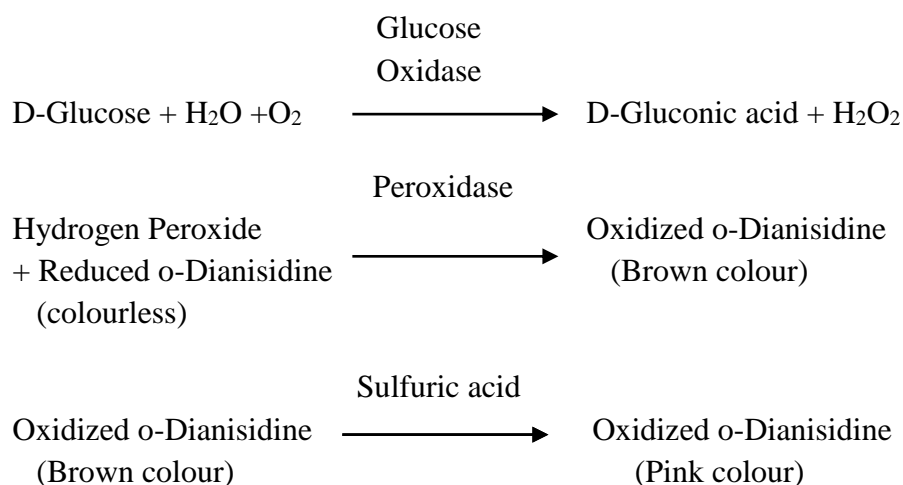 Glucose
Oxidase
D-Glucose + H₂O +O₂ D-Gluconic acid + H₂O₂
Peroxidase
Hydrogen Peroxide Oxidized o-Dianisidine
+ Reduced o-Dianisidine (Brown colour)
(colourless)
Sulfuric acid
Oxidized o-Dianisidine Oxidized o-Dianisidine
(Brown colour) (Pink colour)